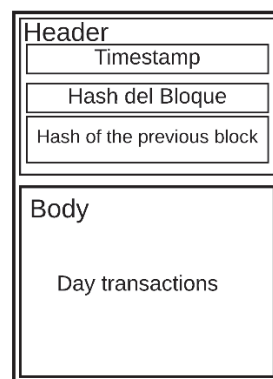 Header
Timestamp
Hash del Bloque
Hash of the previous block
Body
Day transactions